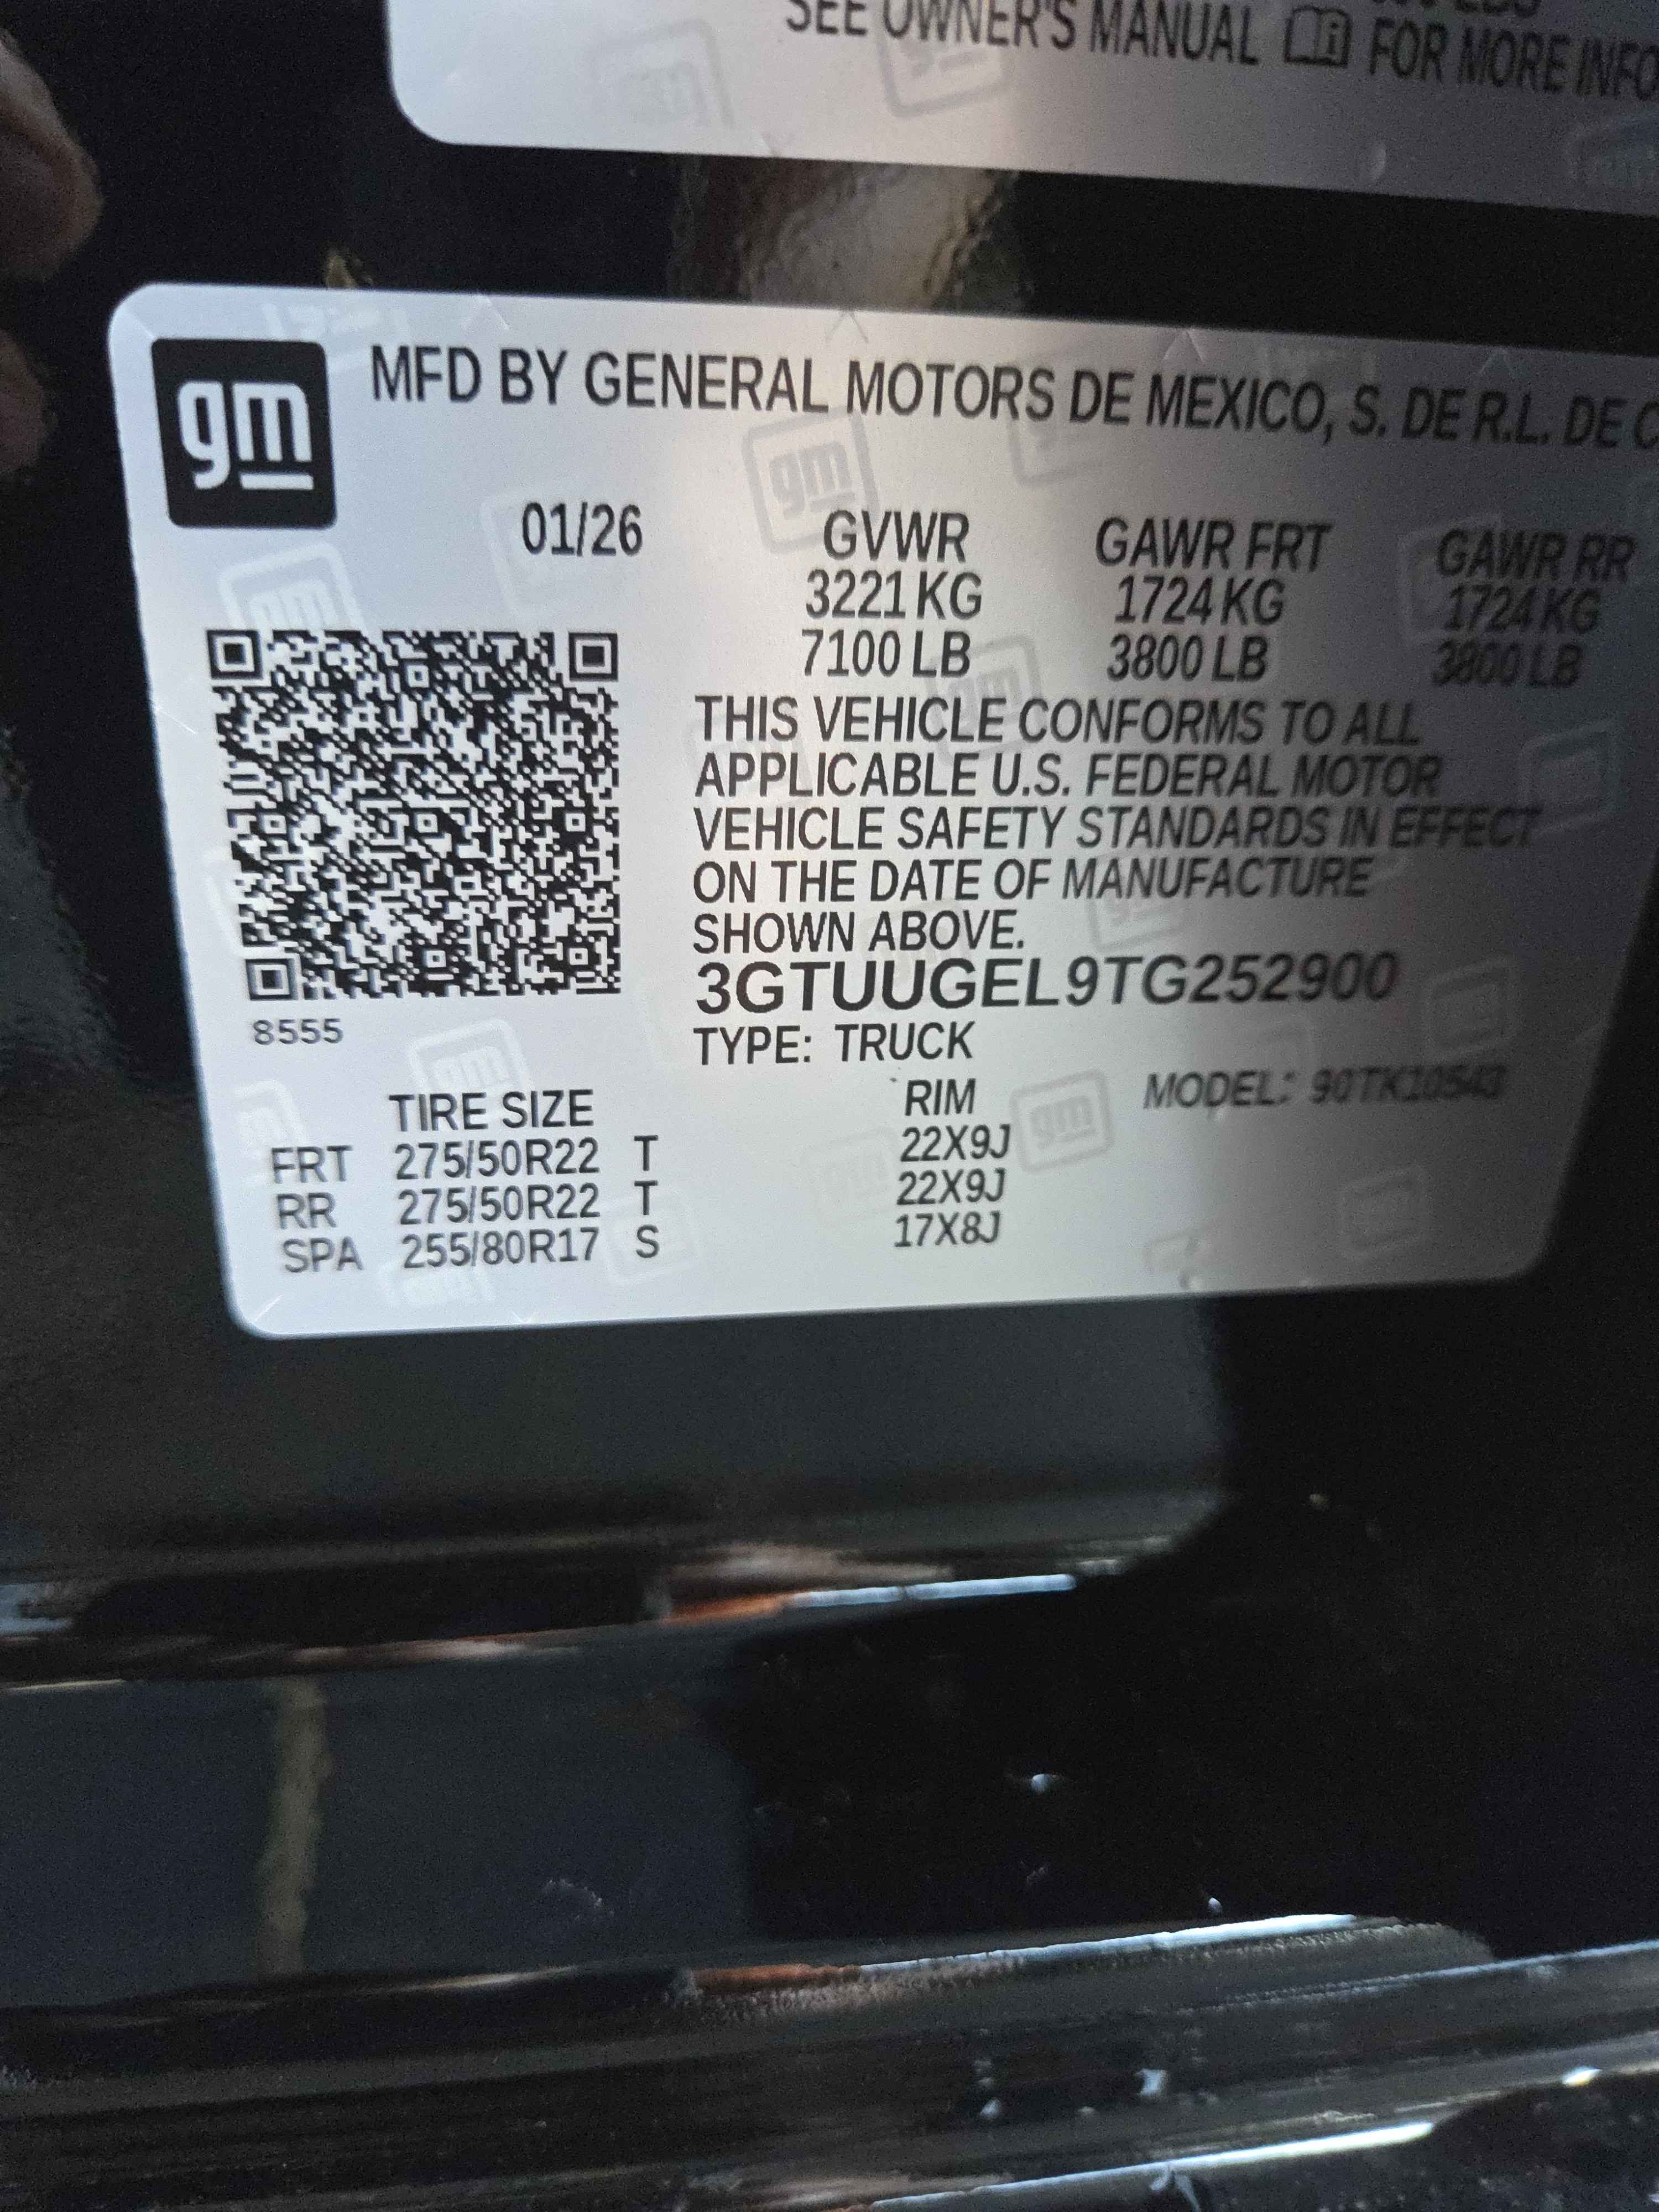 SEE OWNER'S MANUAL FOR MORE INFO
gm
MFD BY GENERAL MOTORS DE MEXICO, S. DE R.L. DE C
01/26 GVWR GAWR FRT GAWR RR
3221 KG 1724 KG 1724 KG
7100 LB 3800 LB 3800 LB
THIS VEHICLE CONFORMS TO ALL
APPLICABLE U.S. FEDERAL MOTOR
VEHICLE SAFETY STANDARDS IN EFFECT
ON THE DATE OF MANUFACTURE
SHOWN ABOVE.
3GTUUGEL9TG252900
8555
TYPE: TRUCK
TIRE SIZE RIM MODEL: 90TK10543
FRT 275/50R22 T 22X9J
RR 275/50R22 T 22X9J
SPA 255/80R17 S 17X8J